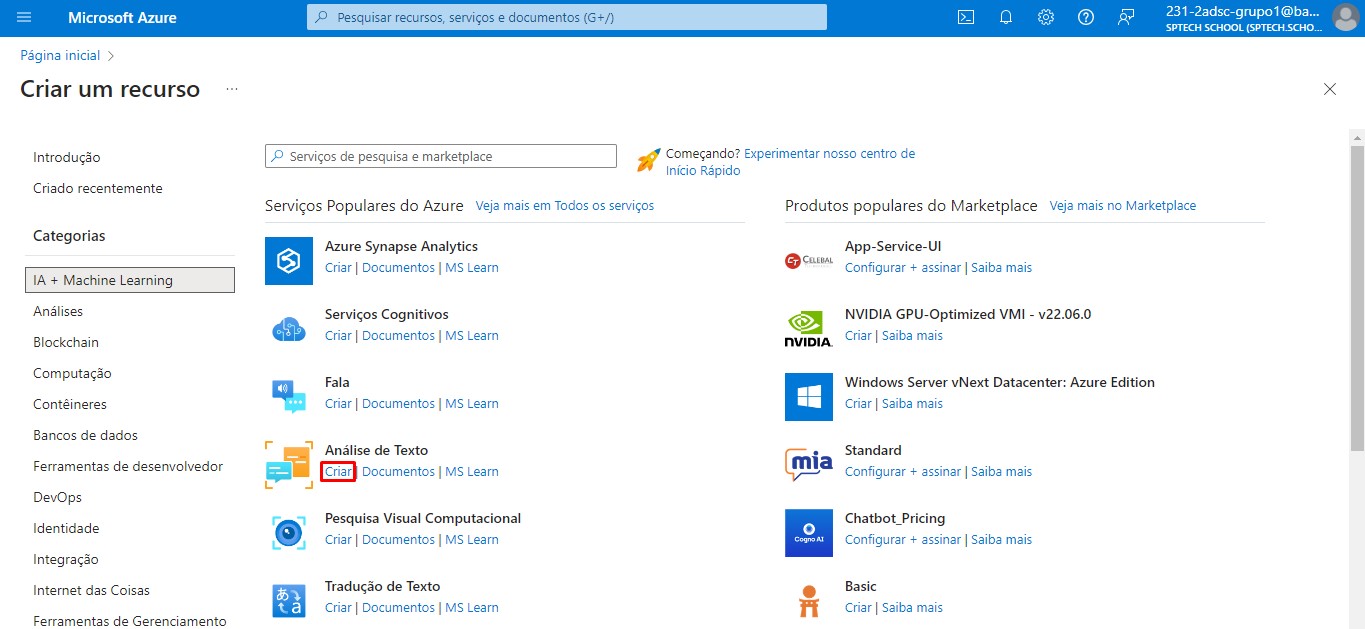 Microsoft Azure
Pesquisar recursos, serviços e documentos (G+/)
231-2adsc-grupo1@ba...
SPTECH SCHOOL (SPTECH.SCHO...
Página inicial >
Criar um recurso ...
Introdução
Criado recentemente
Categorias
IA + Machine Learning
Análises
Blockchain
Computação
Contêineres
Bancos de dados
Ferramentas de desenvolvedor
DevOps
Identidade
Integração
Internet das Coisas
Ferramentas de Gerenciamento
Serviços de pesquisa e marketplace
Começando? Experimentar nosso centro de
Início Rápido
Serviços Populares do Azure Veja mais em Todos os serviços
Azure Synapse Analytics
Criar | Documentos | MS Learn
Serviços Cognitivos
Criar | Documentos | MS Learn
Fala
Criar | Documentos | MS Learn
Análise de Texto
Criar | Documentos | MS Learn
Pesquisa Visual Computacional
Criar | Documentos | MS Learn
あ a
Tradução de Texto
Criar | Documentos | MS Learn
Produtos populares do Marketplace Veja mais no Marketplace
CT CELEBAL
App-Service-UI
Configurar + assinar | Saiba mais
NVIDIA.
NVIDIA GPU-Optimized VMI - v22.06.0
Criar | Saiba mais
Windows Server vNext Datacenter: Azure Edition
Criar | Saiba mais
mia
Standard
Configurar + assinar | Saiba mais
Cogno AI
Chatbot_Pricing
Configurar + assinar | Saiba mais
Basic
Criar | Saiba mais